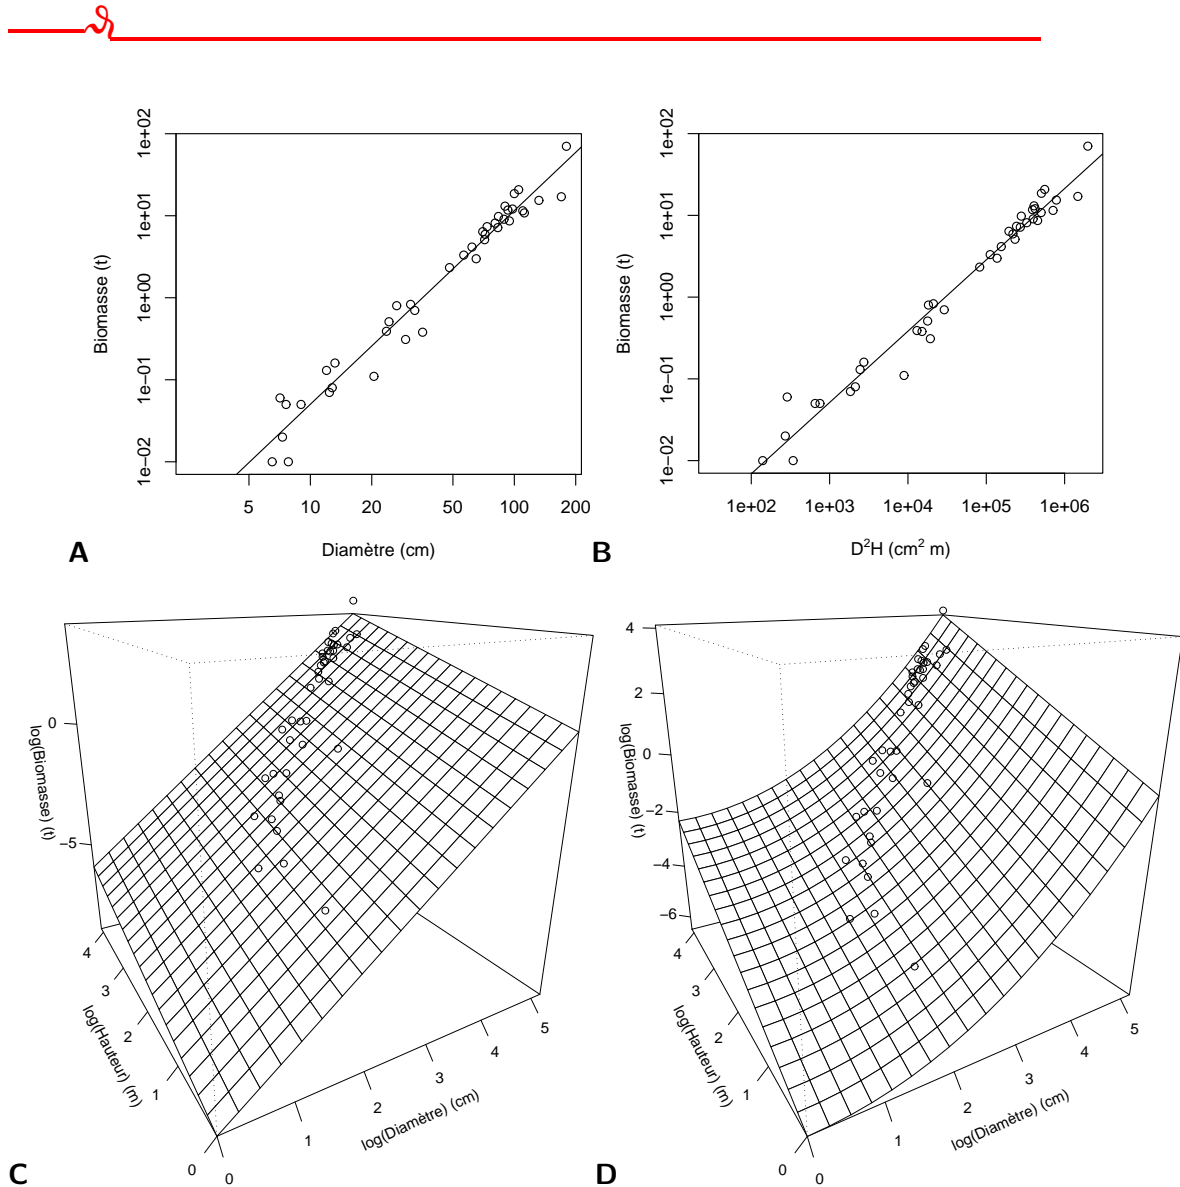 1e+02
1e+01
1e+00
1e−01
1e−02
Biomasse (t)
5 10 20 50 100 200
Diamètre (cm)
A
1e+02
1e+01
1e+00
1e−01
1e−02
Biomasse (t)
1e+02 1e+03 1e+04 1e+05 1e+06
D²H (cm² m)
B
0
−5
log(Biomasse) (t)
4
3
2
1
0
log(Hauteur) (m)
0
1
2
3
4
5
log(Diamètre) (cm)
C
4
2
0
−2
−4
−6
log(Biomasse) (t)
4
3
2
1
0
log(Hauteur) (m)
0
1
2
3
4
5
log(Diamètre) (cm)
D